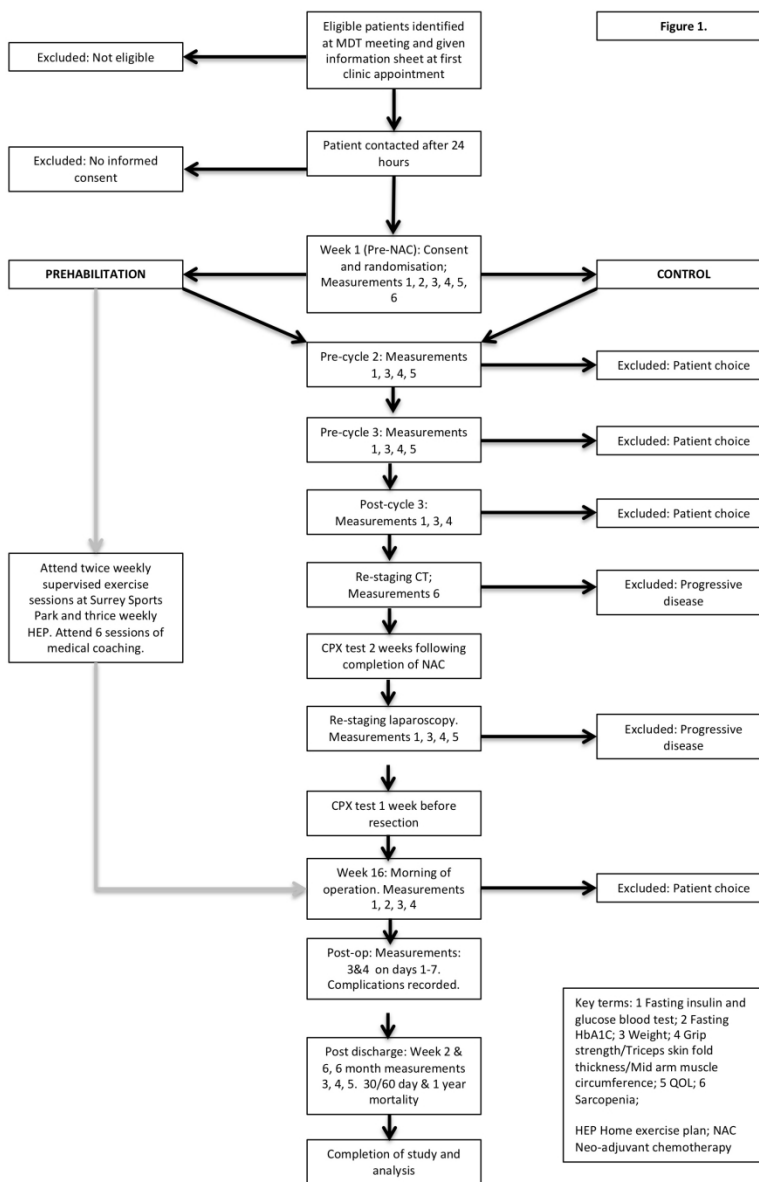 Eligible patients identified
at MDT meeting and given
information sheet at first
clinic appointment
Figure 1.
Excluded: Not eligible
Patient contacted after 24
hours
Excluded: No informed
consent
Week 1 (Pre-NAC): Consent
and randomisation;
Measurements 1, 2, 3, 4, 5,
6
PREHABILITATION
CONTROL
Pre-cycle 2: Measurements
1, 3, 4, 5
Excluded: Patient choice
Pre-cycle 3: Measurements
1, 3, 4, 5
Excluded: Patient choice
Post-cycle 3:
Measurements 1, 3, 4
Excluded: Patient choice
Attend twice weekly
supervised exercise
sessions at Surrey Sports
Park and thrice weekly
HEP. Attend 6 sessions of
medical coaching.
Re-staging CT;
Measurements 6
Excluded: Progressive
disease
CPX test 2 weeks following
completion of NAC
Re-staging laparoscopy.
Measurements 1, 3, 4, 5
Excluded: Progressive
disease
CPX test 1 week before
resection
Week 16: Morning of
operation. Measurements
1, 2, 3, 4
Excluded: Patient choice
Post-op: Measurements:
3&4 on days 1-7.
Complications recorded.
Post discharge: Week 2 &
6, 6 month measurements
3, 4, 5. 30/60 day & 1 year
mortality
Completion of study and
analysis
Key terms: 1 Fasting insulin and
glucose blood test; 2 Fasting
HbA1C; 3 Weight; 4 Grip
strength/Triceps skin fold
thickness/Mid arm muscle
circumference; 5 QOL; 6
Sarcopenia;
HEP Home exercise plan; NAC
Neo-adjuvant chemotherapy